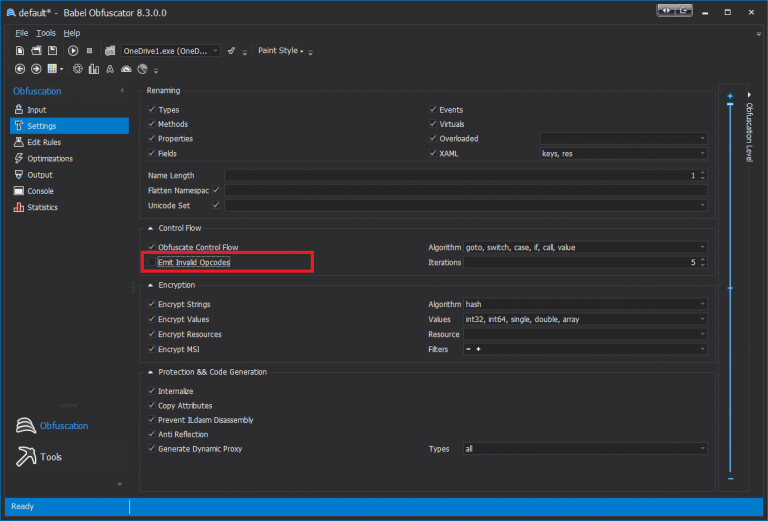 default* - Babel Obfuscator 8.3.0.0
File Tools Help
OneDrive1.exe (OneD... Paint Style
Obfuscation
Input
Settings
Edit Rules
Optimizations
Output
Console
Statistics
Obfuscation
Tools
Renaming
Types Events
Methods Virtuals
Properties Overloaded
Fields XAML keys, res
Name Length 1
Flatten Namespac
Unicode Set
Control Flow
Obfuscate Control Flow Algorithm goto, switch, case, if, call, value
Emit Invalid Opcodes Iterations 5
Encryption
Encrypt Strings Algorithm hash
Encrypt Values Values int32, int64, single, double, array
Encrypt Resources Resource
Encrypt MSI Filters - +
Protection && Code Generation
Internalize
Copy Attributes
Prevent ILdasm Disassembly
Anti Reflection
Generate Dynamic Proxy Types all
Obfuscation Level
Ready